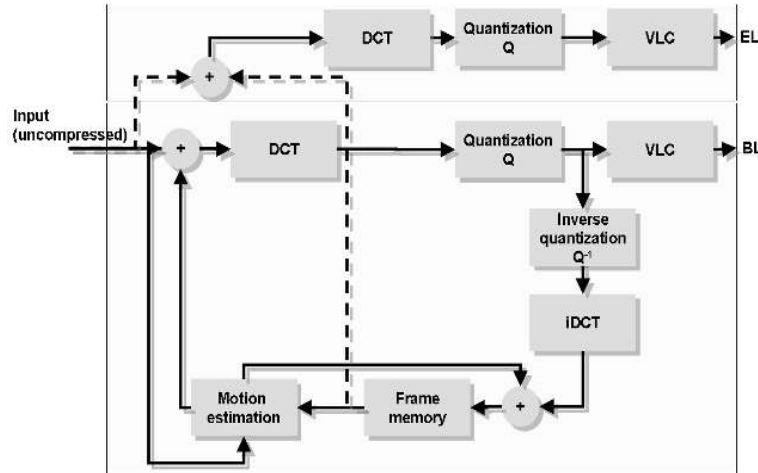 DCT
Quantization
Q
VLC
EL
+
Input
(uncompressed)
+
DCT
Quantization
Q
VLC
BL
Inverse
quantization
Q-1
iDCT
Motion
estimation
Frame
memory
+